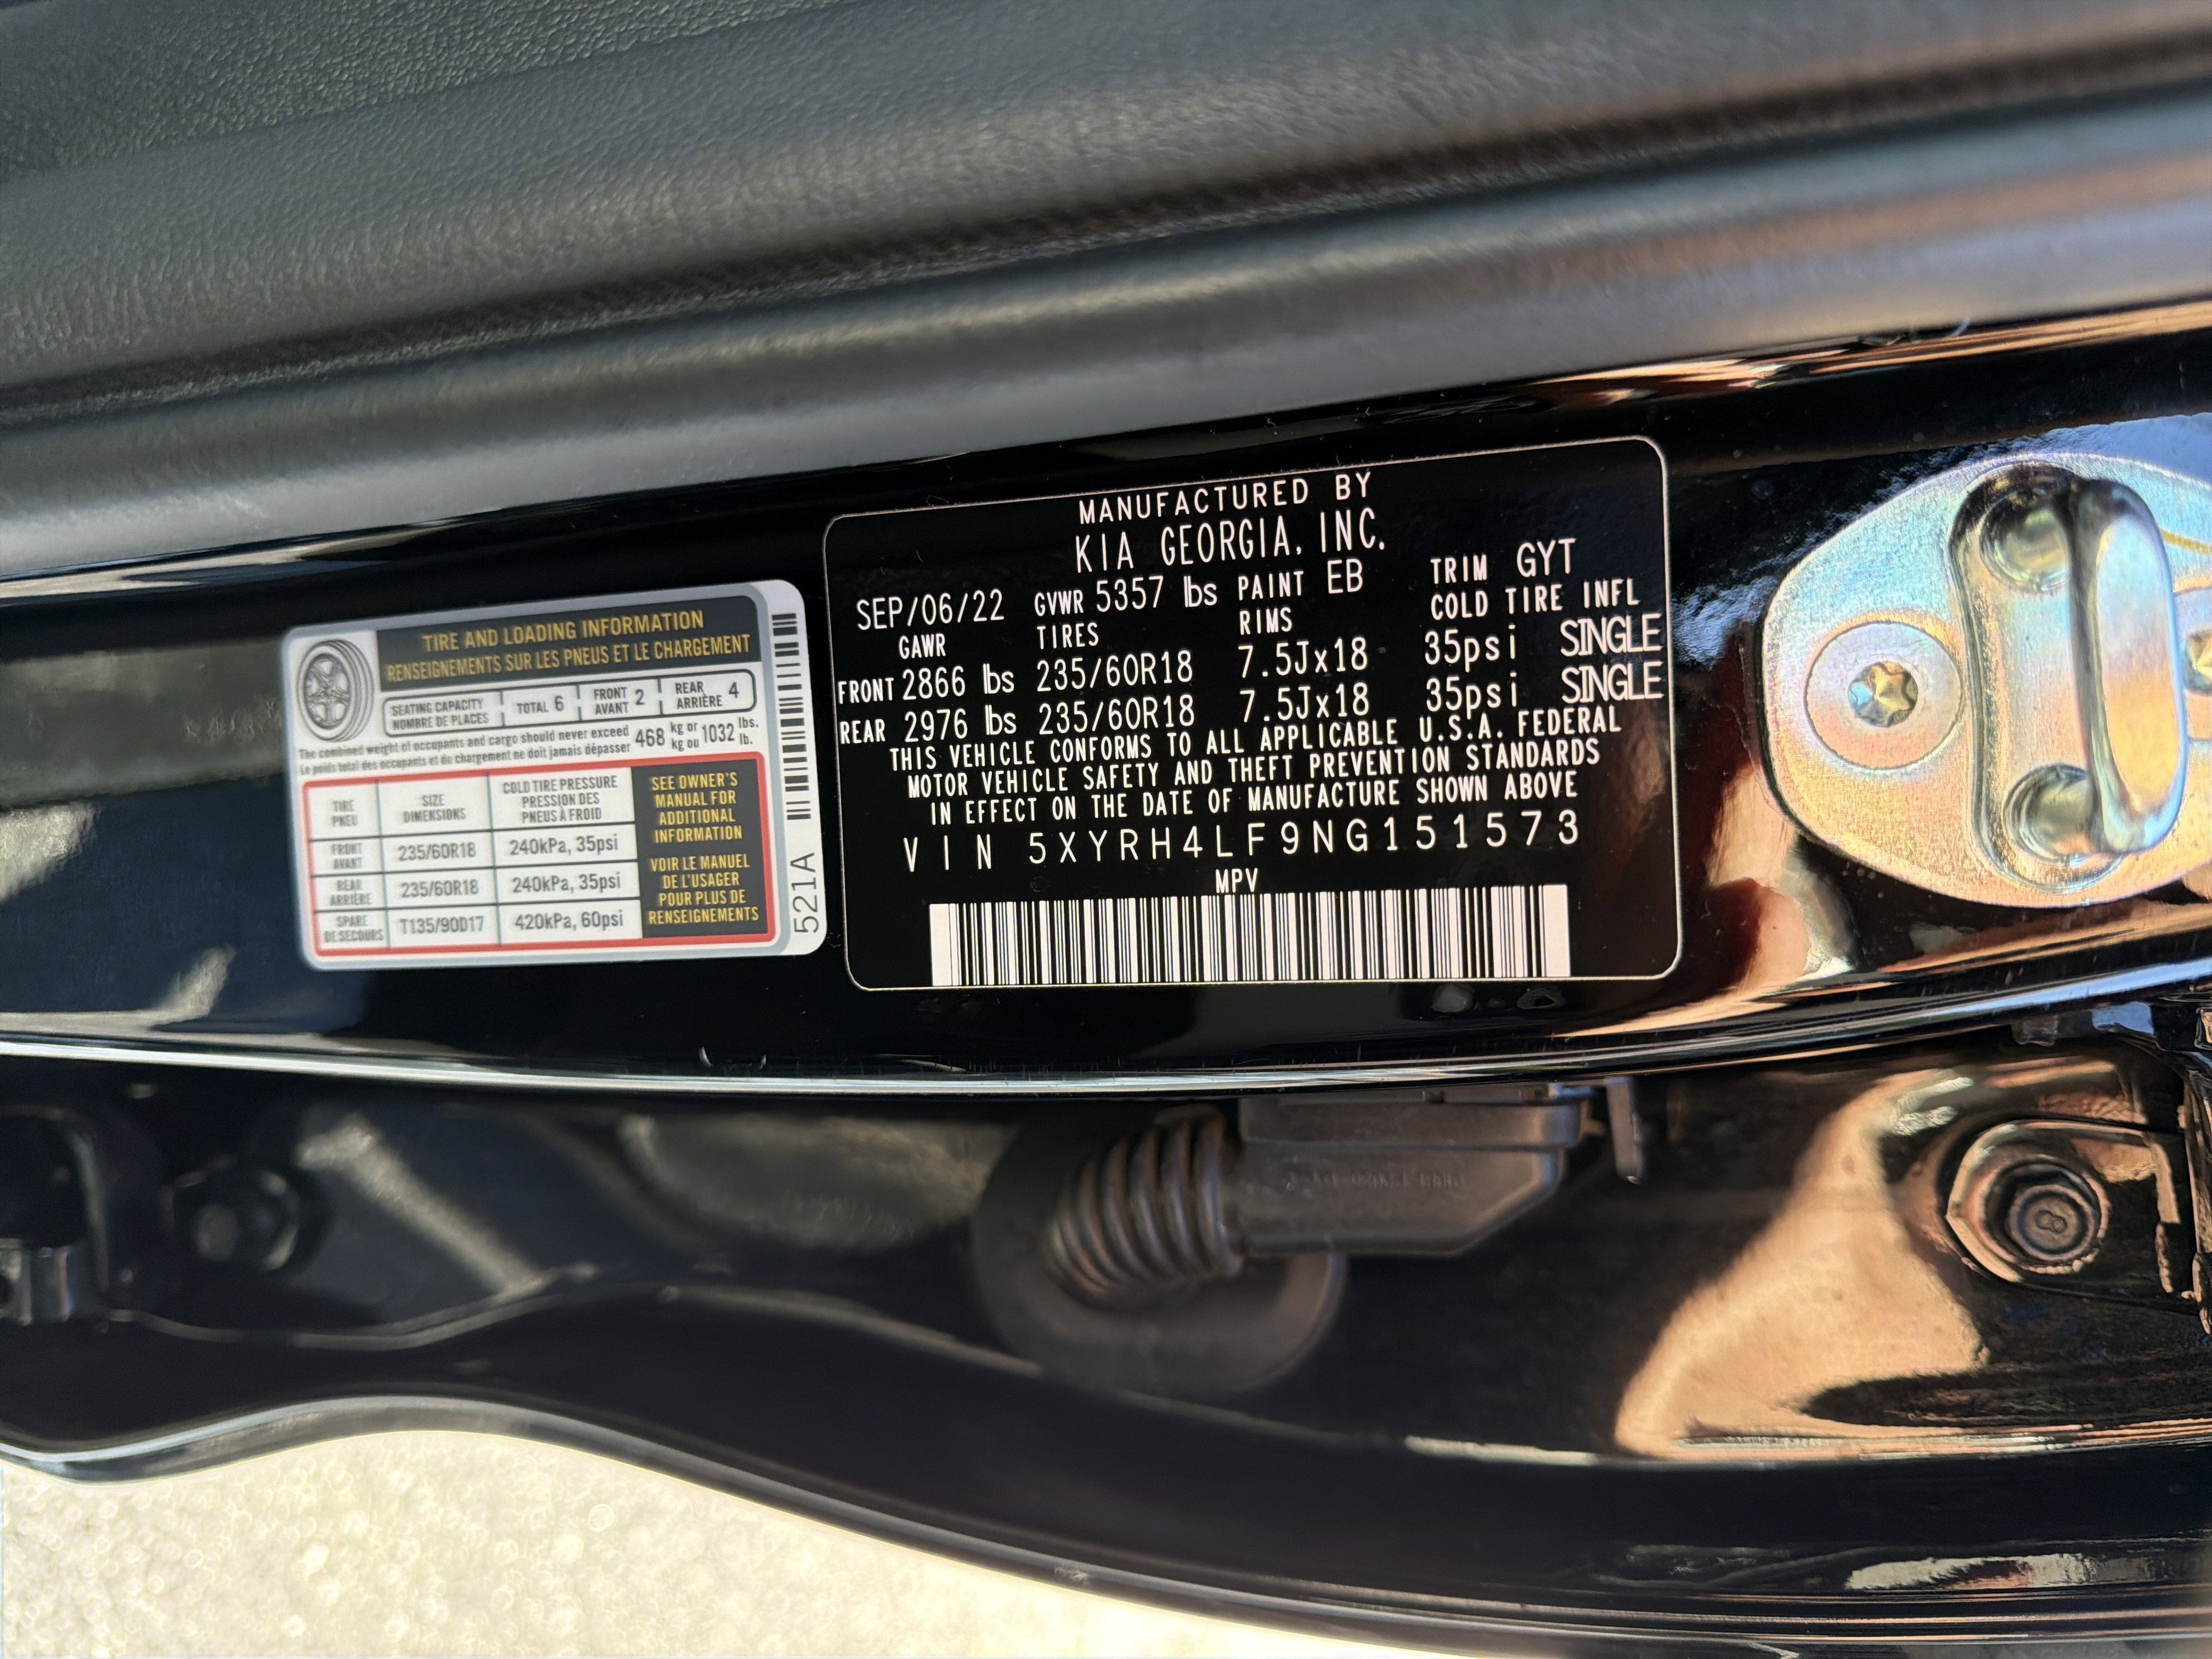 TIRE AND LOADING INFORMATION
RENSEIGNEMENTS SUR LES PNEUS ET LE CHARGEMENT
SEATING CAPACITY
NOMBRE DE PLACES
TOTAL 6
FRONT
AVANT 2
REAR
ARRIÈRE 4
The combined weight of occupants and cargo should never exceed 468 kg or 1032 lbs.
Le poids total des occupants et du chargement ne doit jamais dépasser kg ou lb.
TIRE
PNEU
SIZE
DIMENSIONS
COLD TIRE PRESSURE
PRESSION DES
PNEUS À FROID
FRONT
AVANT
235/60R18
240kPa, 35psi
REAR
ARRIÈRE
235/60R18
240kPa, 35psi
SPARE
DE SECOURS
T135/90D17
420kPa, 60psi
SEE OWNER'S
MANUAL FOR
ADDITIONAL
INFORMATION
VOIR LE MANUEL
DE L'USAGER
POUR PLUS DE
RENSEIGNEMENTS
521A
MANUFACTURED BY
KIA GEORGIA, INC.
SEP/06/22 GVWR 5357 lbs PAINT EB TRIM GYT
GAWR TIRES RIMS COLD TIRE INFL
FRONT 2866 lbs 235/60R18 7.5Jx18 35psi SINGLE
REAR 2976 lbs 235/60R18 7.5Jx18 35psi SINGLE
THIS VEHICLE CONFORMS TO ALL APPLICABLE U.S.A. FEDERAL
MOTOR VEHICLE SAFETY AND THEFT PREVENTION STANDARDS
IN EFFECT ON THE DATE OF MANUFACTURE SHOWN ABOVE
VIN 5XYRH4LF9NG151573
MPV
8